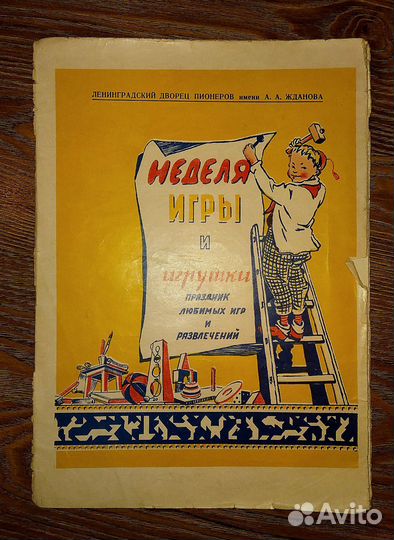 ЛЕНИНГРАДСКИЙ ДВОРЕЦ ПИОНЕРОВ имени А. А. ЖДАНОВА
НЕДЕЛЯ
ИГРЫ
И
игрушки
ПРАЗДНИК
ЛЮБИМЫХ ИГР
И
РАЗВЛЕЧЕНИЙ
Avito